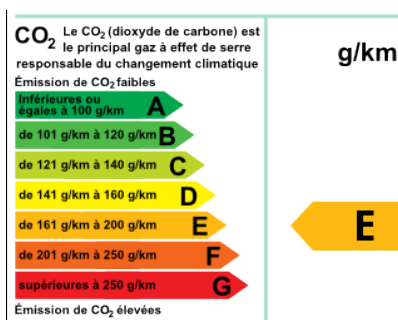 CO2 Le CO2 (dioxyde de carbone) est
le principal gaz à effet de serre
responsable du changement climatique
Émission de CO2 faibles
Inférieures ou
égales à 100 g/km A
de 101 g/km à 120 g/km B
de 121 g/km à 140 g/km C
de 141 g/km à 160 g/km D
de 161 g/km à 200 g/km E
de 201 g/km à 250 g/km F
supérieures à 250 g/km G
Émission de CO2 élevées
g/km
E